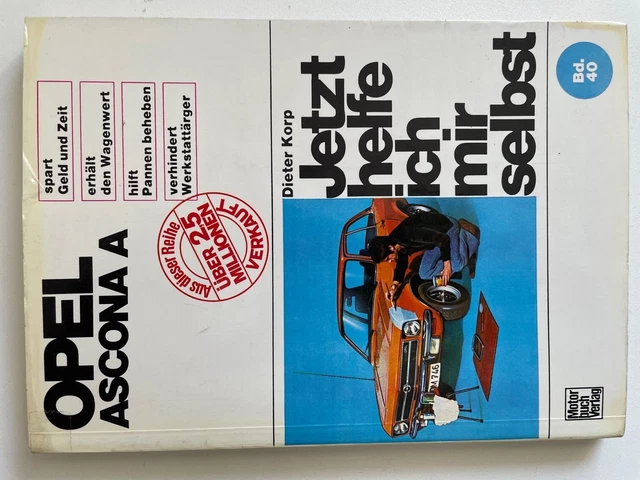 Dieter Korp
Jetzt
helfe
ich
mir
selbst
Bd.
40
spart
Geld und Zeit
erhält
den Wagenwert
hilft
Pannen beheben
verhindert
Werkstattärger
Aus dieser Reihe
ÜBER 25
MILLIONEN
VERKAUFT
OPEL
ASCONA A
A 746
Motor
buch
Verlag